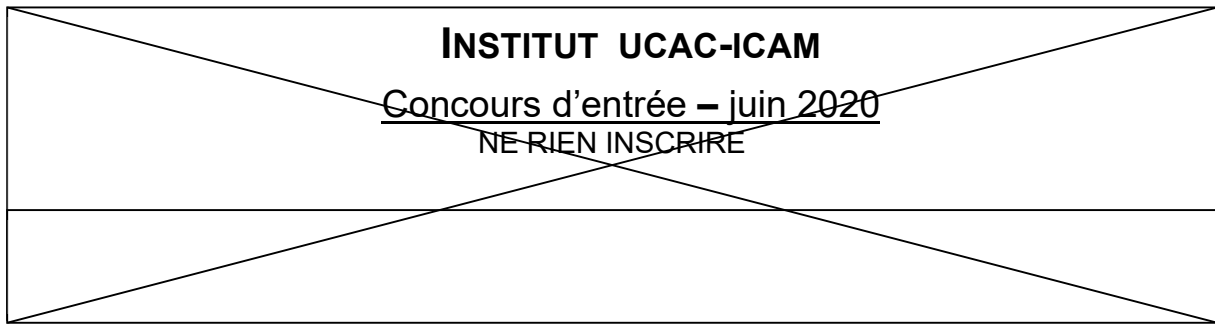 INSTITUT UCAC-ICAM
Concours d'entrée – juin 2020
NE RIEN INSCRIRE